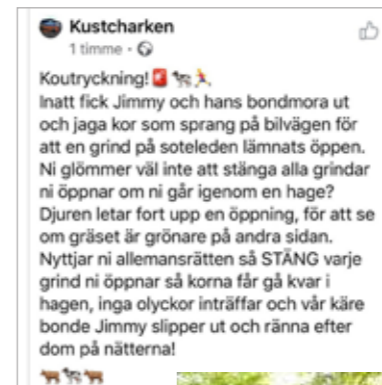 Kustcharken
1 timme ·
Koutryckning!🚨🐄🏃
Inatt fick Jimmy och hans bondmora ut
och jaga kor som sprang på bilvägen för
att en grind på soteleden lämnats öppen.
Ni glömmer väl inte att stänga alla grindar
ni öppnar om ni går igenom en hage?
Djuren letar fort upp en öppning, för att se
om gräset är grönare på andra sidan.
Nyttjar ni allemansrätten så STÄNG varje
grind ni öppnar så korna får gå kvar i
hagen, inga olyckor inträffar och vår käre
bonde Jimmy slipper ut och ränna efter
dom på nätterna!
🐂🐄🐂